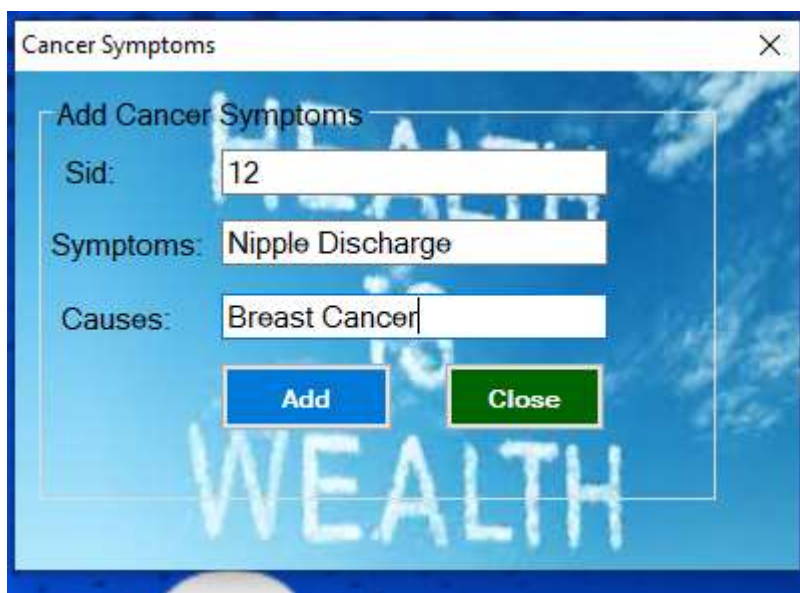 Cancer Symptoms
Add Cancer Symptoms
Sid: 12
Symptoms: Nipple Discharge
Causes: Breast Cancer
Add Close
HEALTH
is
WEALTH